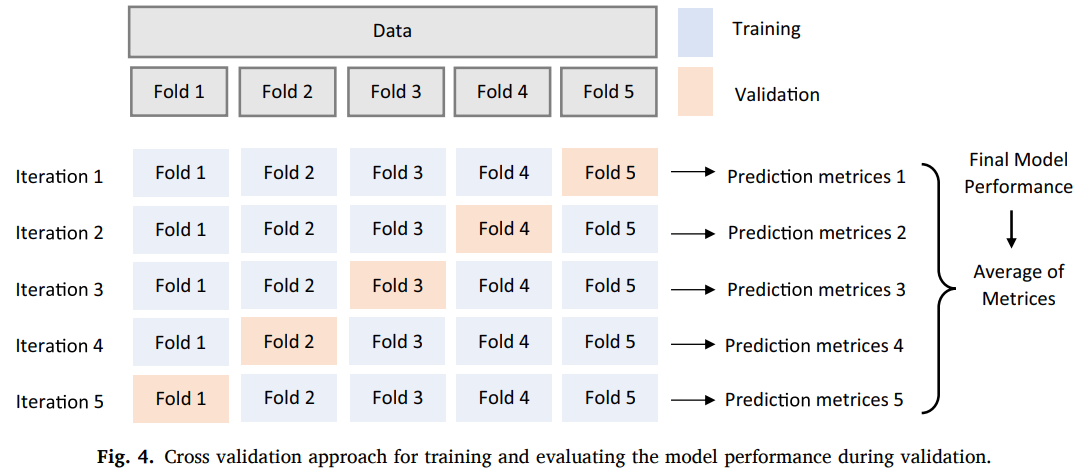 Data
Training
Fold 1 Fold 2 Fold 3 Fold 4 Fold 5
Validation
Iteration 1 Fold 1 Fold 2 Fold 3 Fold 4 Fold 5 Prediction metrices 1
Iteration 2 Fold 1 Fold 2 Fold 3 Fold 4 Fold 5 Prediction metrices 2
Iteration 3 Fold 1 Fold 2 Fold 3 Fold 4 Fold 5 Prediction metrices 3
Iteration 4 Fold 1 Fold 2 Fold 3 Fold 4 Fold 5 Prediction metrices 4
Iteration 5 Fold 1 Fold 2 Fold 3 Fold 4 Fold 5 Prediction metrices 5
Final Model
Performance
Average of
Metrices
Fig. 4. Cross validation approach for training and evaluating the model performance during validation.